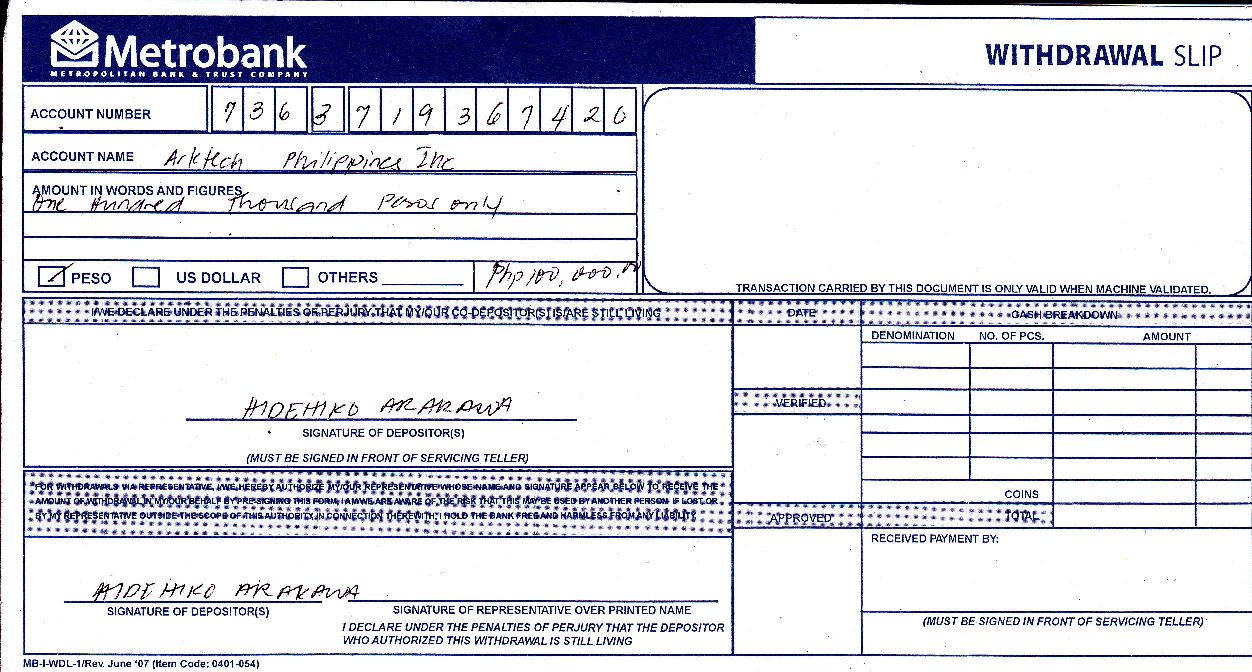 Metrobank
METROPOLITAN BANK & TRUST COMPANY
WITHDRAWAL SLIP
ACCOUNT NUMBER 7 3 6 3 7 1 9 3 6 7 4 2 0
ACCOUNT NAME Arktech Philippines Inc
AMOUNT IN WORDS AND FIGURES
One Hundred Thousand Pesos only
PESO US DOLLAR OTHERS Php 100,000.00
TRANSACTION CARRIED BY THIS DOCUMENT IS ONLY VALID WHEN MACHINE VALIDATED.
I/WE DECLARE UNDER THE PENALTIES OF PERJURY THAT MY/OUR CO-DEPOSITOR(S) IS/ARE STILL LIVING
DATE
CASH BREAKDOWN
DENOMINATION NO. OF PCS. AMOUNT
HIDEHIKO ARAKAWA
SIGNATURE OF DEPOSITOR(S)
(MUST BE SIGNED IN FRONT OF SERVICING TELLER)
VERIFIED
FOR WITHDRAWALS VIA REPRESENTATIVE, I/WE HEREBY AUTHORIZE MY/OUR REPRESENTATIVE WHOSE NAME AND SIGNATURE APPEAR BELOW TO RECEIVE THE
AMOUNT OF WITHDRAWAL IN MY/OUR BEHALF BY PRE-SIGNING THIS FORM, I AM/WE ARE AWARE OF THE RISK THAT THIS MAY BE USED BY ANOTHER PERSON IF LOST, OR
BY MY REPRESENTATIVE OUTSIDE THE SCOPE OF THIS AUTHORITY. IN CONNECTION THEREWITH, I HOLD THE BANK FREE AND HARMLESS FROM ANY LIABILITY.
COINS
APPROVED
TOTAL
RECEIVED PAYMENT BY:
HIDEHIKO ARAKAWA
SIGNATURE OF DEPOSITOR(S)
SIGNATURE OF REPRESENTATIVE OVER PRINTED NAME
I DECLARE UNDER THE PENALTIES OF PERJURY THAT THE DEPOSITOR
WHO AUTHORIZED THIS WITHDRAWAL IS STILL LIVING
(MUST BE SIGNED IN FRONT OF SERVICING TELLER)
MB-I-WDL-1/Rev. June '07 (Item Code: 0401-054)